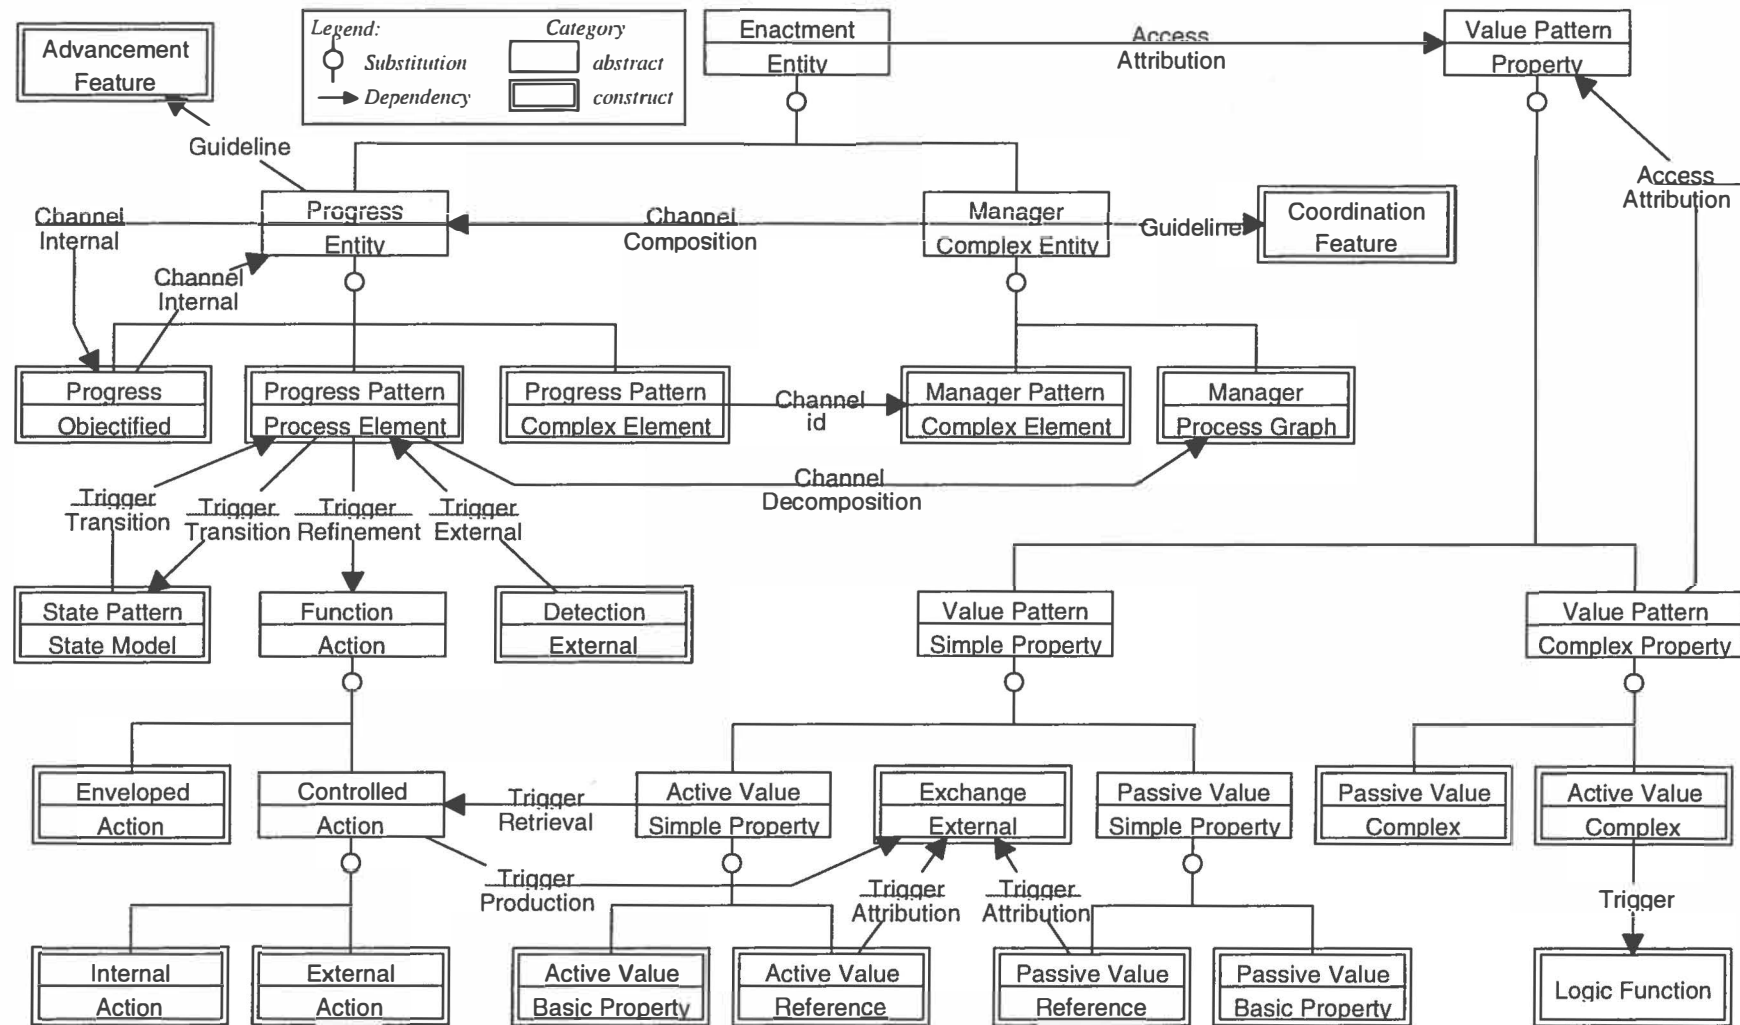 Advancement
Feature
Legend:
Category
Substitution
abstract
Dependency
construct
Enactment
Entity
Access
Attribution
Value Pattern
Property
Guideline
Access
Attribution
Channel
Internal
Progress
Entity
Channel
Composition
Manager
Complex Entity
Guideline
Coordination
Feature
Channel
Internal
Progress
Objectified
Progress Pattern
Process Element
Progress Pattern
Complex Element
Channel
id
Manager Pattern
Complex Element
Manager
Process Graph
Channel
Decomposition
Trigger
Transition
Trigger
Transition
Trigger
Refinement
Trigger
External
State Pattern
State Model
Function
Action
Detection
External
Value Pattern
Simple Property
Value Pattern
Complex Property
Enveloped
Action
Controlled
Action
Trigger
Retrieval
Active Value
Simple Property
Exchange
External
Passive Value
Simple Property
Passive Value
Complex
Active Value
Complex
Trigger
Production
Trigger
Attribution
Trigger
Attribution
Trigger
Internal
Action
External
Action
Active Value
Basic Property
Active Value
Reference
Passive Value
Reference
Passive Value
Basic Property
Logic Function